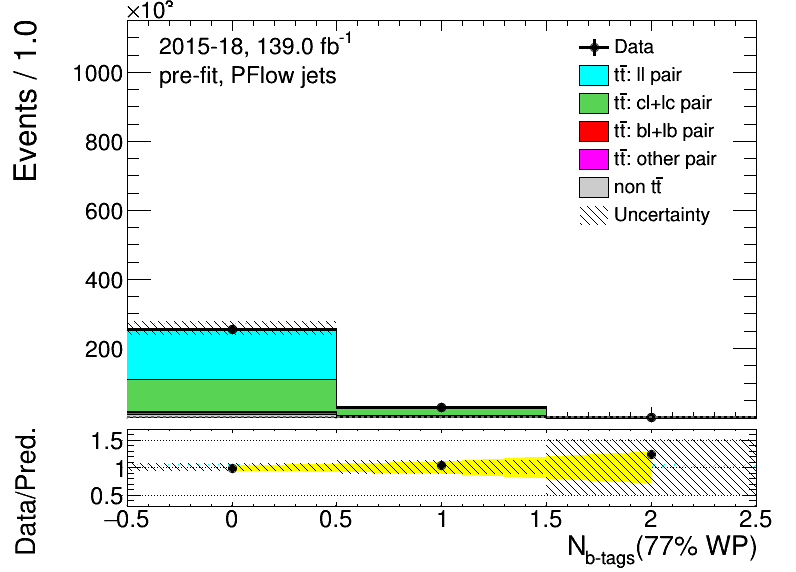 ×10³
Events / 1.0
2015-18, 139.0 fb⁻¹
pre-fit, PFlow jets
Data
tt̄: ll pair
tt̄: cl+lc pair
tt̄: bl+lb pair
tt̄: other pair
non tt̄
Uncertainty
1000
800
600
400
200
Data/Pred.
1.5
1
0.5
−0.5 0 0.5 1 1.5 2 2.5
N_b-tags(77% WP)